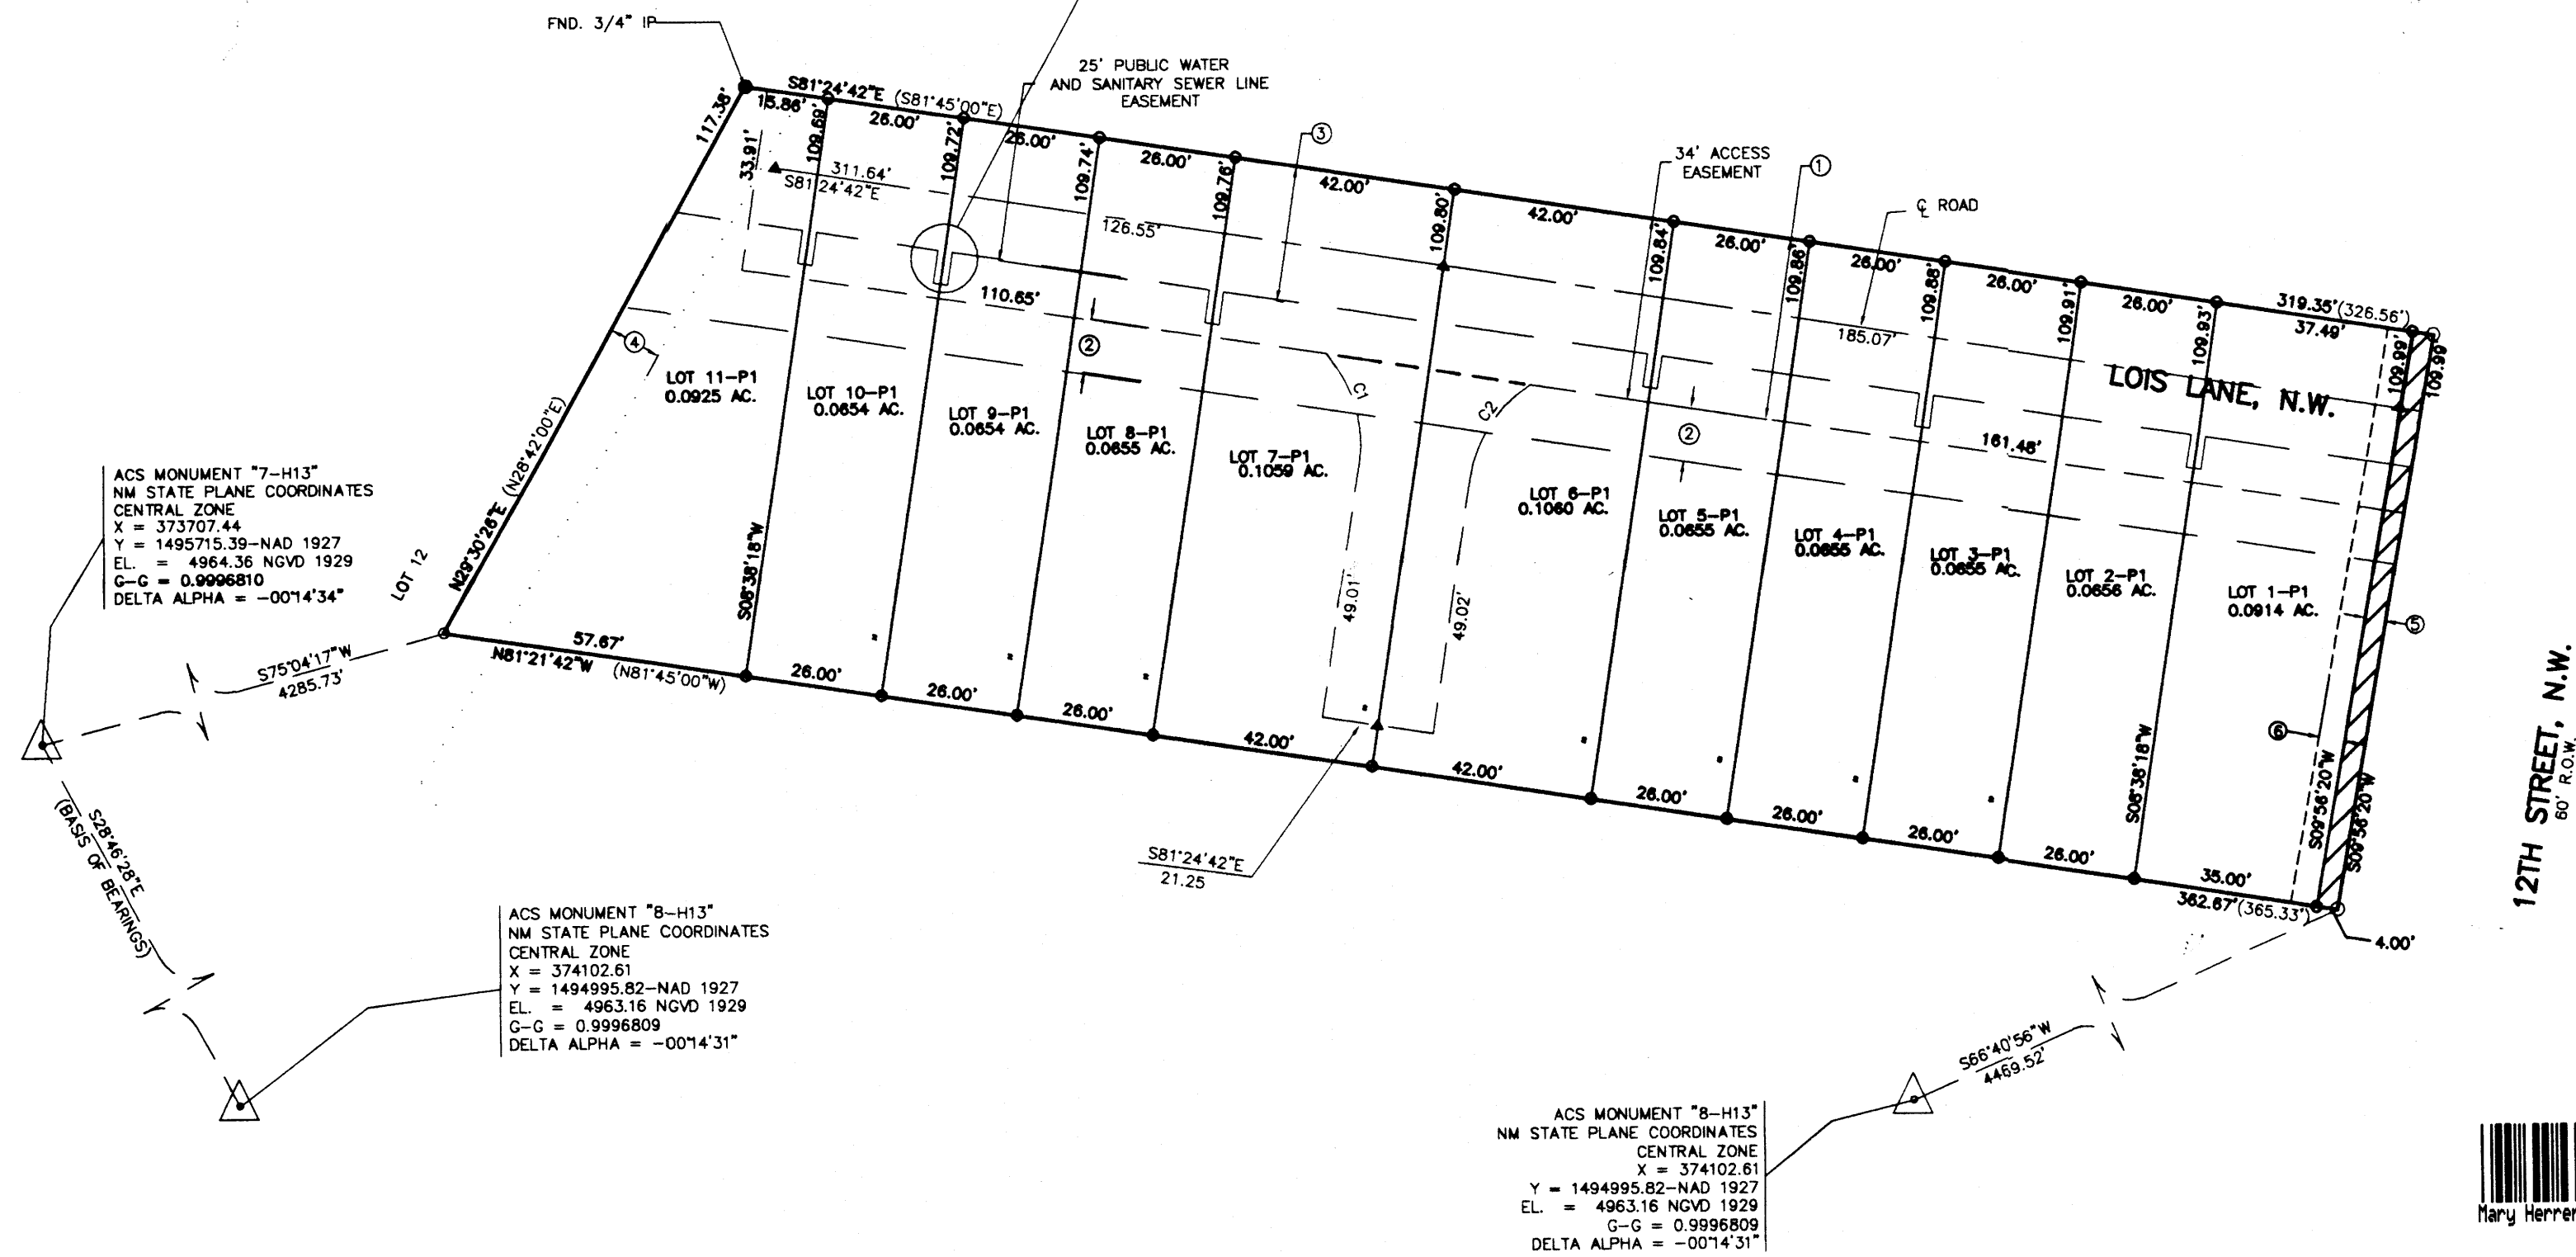 FND. 3/4" IP
25' PUBLIC WATER
AND SANITARY SEWER LINE
EASEMENT
S81°24'42"E (S81°45'00"E)
15.86'
26.00'
26.00'
26.00'
42.00'
42.00'
26.00'
26.00'
26.00'
26.00'
319.35'(326.56')
37.49'
34' ACCESS
EASEMENT
℄ ROAD
①
③
117.38'
33.91'
109.69'
109.72'
109.74'
109.76'
109.80'
109.84'
109.86'
109.88'
109.91'
109.93'
109.99'
109.99
311.64'
S81°24'42"E
126.55'
110.65'
185.07'
161.48'
LOIS LANE, N.W.
②
②
④
⑤
⑥
C1
C2
LOT 11-P1
0.0925 AC.
LOT 10-P1
0.0654 AC.
LOT 9-P1
0.0654 AC.
LOT 8-P1
0.0655 AC.
LOT 7-P1
0.1059 AC.
LOT 6-P1
0.1060 AC.
LOT 5-P1
0.0655 AC.
LOT 4-P1
0.0655 AC.
LOT 3-P1
0.0655 AC.
LOT 2-P1
0.0656 AC.
LOT 1-P1
0.0914 AC.
49.01'
49.02'
N29°30'26"E (N28°42'00"E)
LOT 12
S08°38'18"W
S08°38'18"W
S09°56'20"W
S09°56'20"W
12TH STREET, N.W.
60' R.O.W.
57.67'
N81°21'42"W (N81°45'00"W)
26.00'
26.00'
26.00'
42.00'
42.00'
26.00'
26.00'
26.00'
26.00'
35.00'
362.67'(365.33')
4.00'
S81°24'42"E
21.25
ACS MONUMENT "7-H13"
NM STATE PLANE COORDINATES
CENTRAL ZONE
X = 373707.44
Y = 1495715.39-NAD 1927
EL. = 4964.36 NGVD 1929
G-G = 0.9996810
DELTA ALPHA = -00°14'34"
S75°04'17"W
4285.73'
S28°46'28"E
(BASIS OF BEARINGS)
ACS MONUMENT "8-H13"
NM STATE PLANE COORDINATES
CENTRAL ZONE
X = 374102.61
Y = 1494995.82-NAD 1927
EL. = 4963.16 NGVD 1929
G-G = 0.9996809
DELTA ALPHA = -00°14'31"
S66°40'56"W
4469.52'
ACS MONUMENT "8-H13"
NM STATE PLANE COORDINATES
CENTRAL ZONE
X = 374102.61
Y = 1494995.82-NAD 1927
EL. = 4963.16 NGVD 1929
G-G = 0.9996809
DELTA ALPHA = -00°14'31"
Mary Herrer